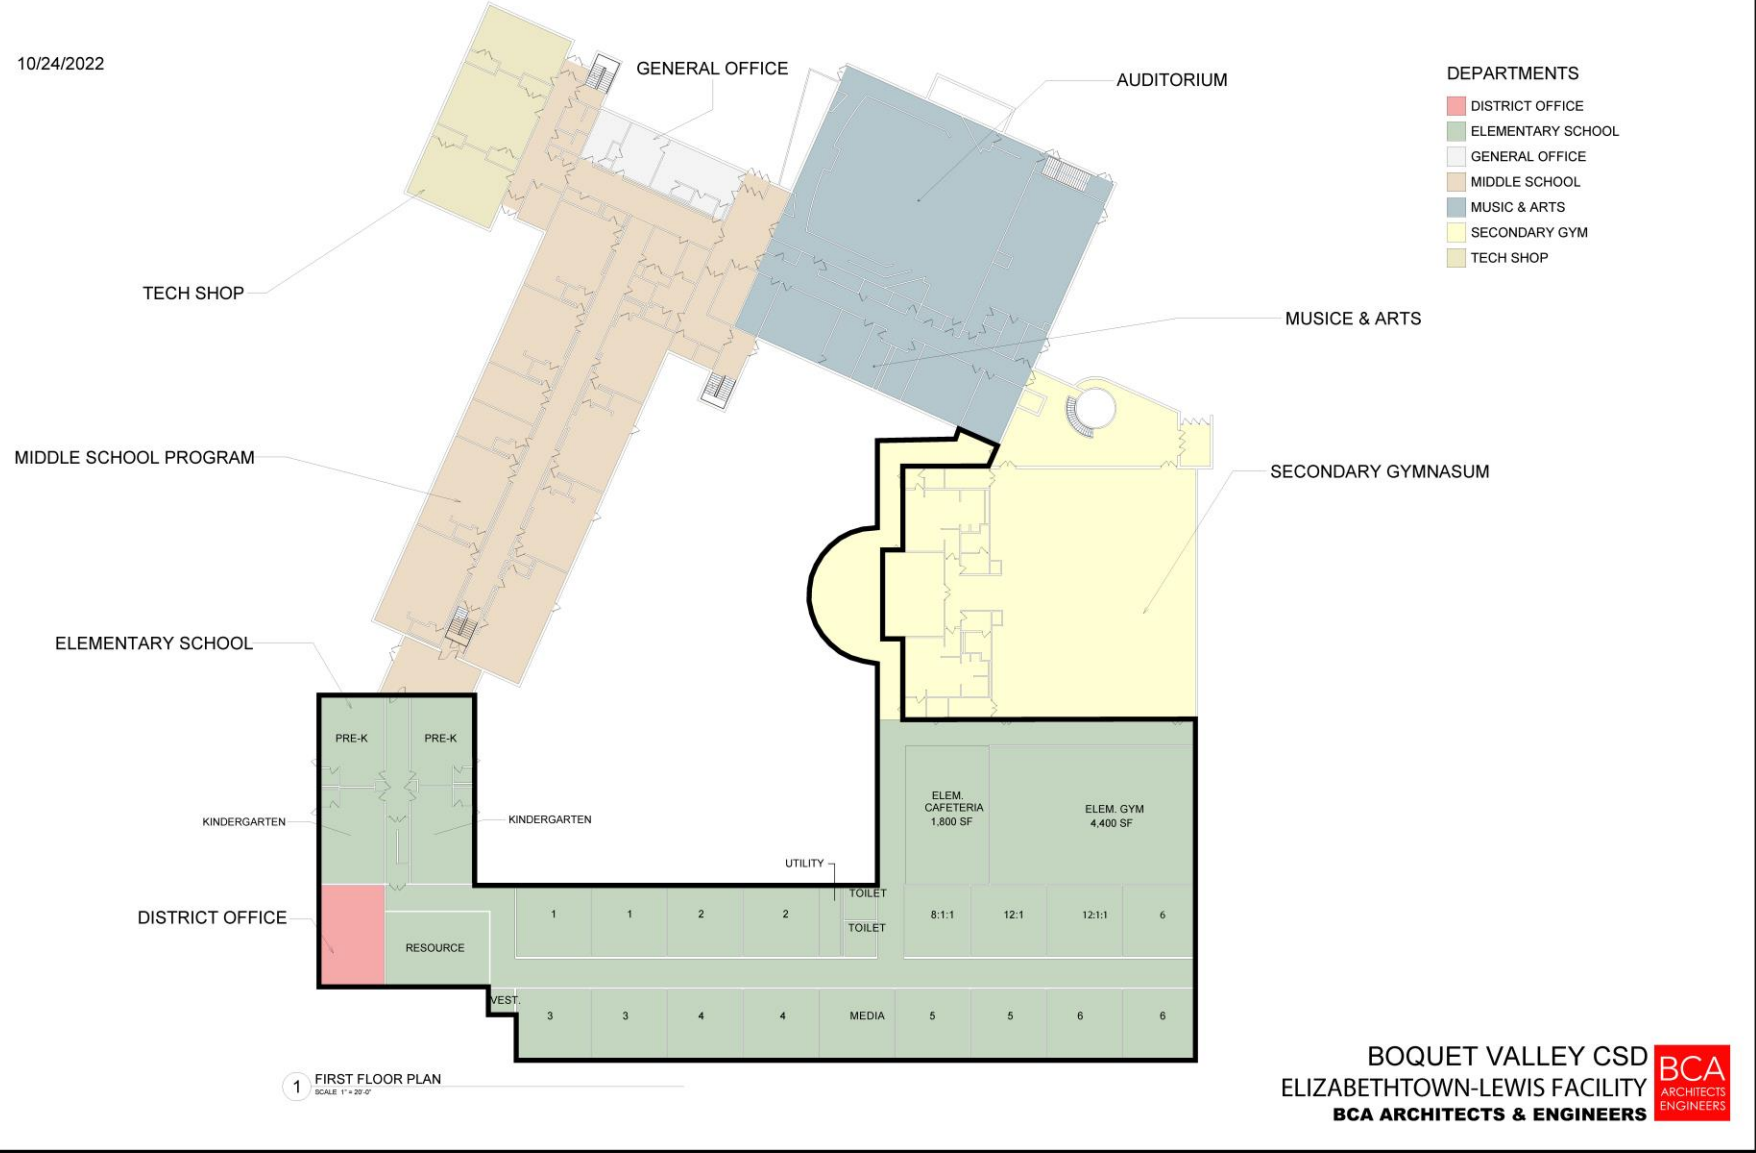 10/24/2022
GENERAL OFFICE
AUDITORIUM
DEPARTMENTS
DISTRICT OFFICE
ELEMENTARY SCHOOL
GENERAL OFFICE
MIDDLE SCHOOL
MUSIC & ARTS
SECONDARY GYM
TECH SHOP
TECH SHOP
MUSICE & ARTS
MIDDLE SCHOOL PROGRAM
SECONDARY GYMNASUM
ELEMENTARY SCHOOL
PRE-K
PRE-K
KINDERGARTEN
KINDERGARTEN
ELEM.
CAFETERIA
1,800 SF
ELEM. GYM
4,400 SF
UTILITY
TOILET
TOILET
DISTRICT OFFICE
RESOURCE
1
1
2
2
8:1:1
12:1
12:1:1
6
VEST.
3
3
4
4
MEDIA
5
5
6
6
1
FIRST FLOOR PLAN
SCALE 1" = 20'-0"
BOQUET VALLEY CSD
ELIZABETHTOWN-LEWIS FACILITY
BCA ARCHITECTS & ENGINEERS
BCA
ARCHITECTS
ENGINEERS